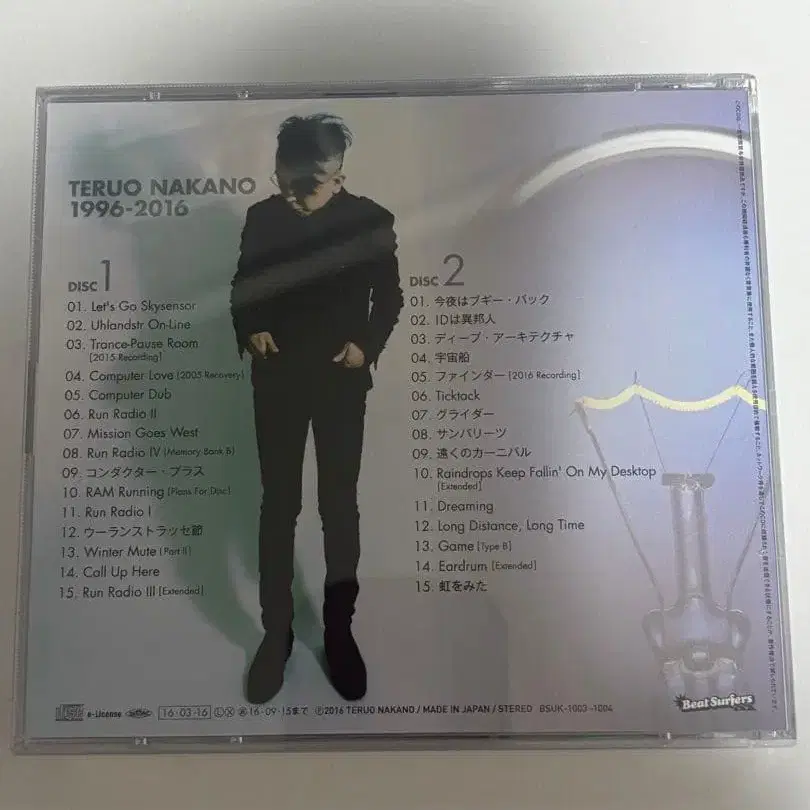 TERUO NAKANO
1996-2016
DISC 1
01. Let's Go Skysensor
02. Uhlandstr On-Line
03. Trance-Pause Room
[2015 Recording]
04. Computer Love [2005 Recovery]
05. Computer Dub
06. Run Radio II
07. Mission Goes West
08. Run Radio IV [Memory Bank B]
09. コンダクター・プラス
10. RAM Running [Plans For Disc]
11. Run Radio I
12. ウーランストラッセ節
13. Winter Mute [Part II]
14. Call Up Here
15. Run Radio III [Extended]
DISC 2
01. 今夜はブギー・バック
02. IDは異邦人
03. ディープ・アーキテクチャ
04. 宇宙船
05. ファインダー [2016 Recording]
06. Ticktack
07. グライダー
08. サンパリーツ
09. 遠くのカーニバル
10. Raindrops Keep Fallin' On My Desktop
[Extended]
11. Dreaming
12. Long Distance, Long Time
13. Game [Type B]
14. Eardrum [Extended]
15. 虹をみた
e-License 16・03・16 16・09・15まで ℗2016 TERUO NAKANO / MADE IN JAPAN / STEREO BSUK-1003~1004
Beat Surfers